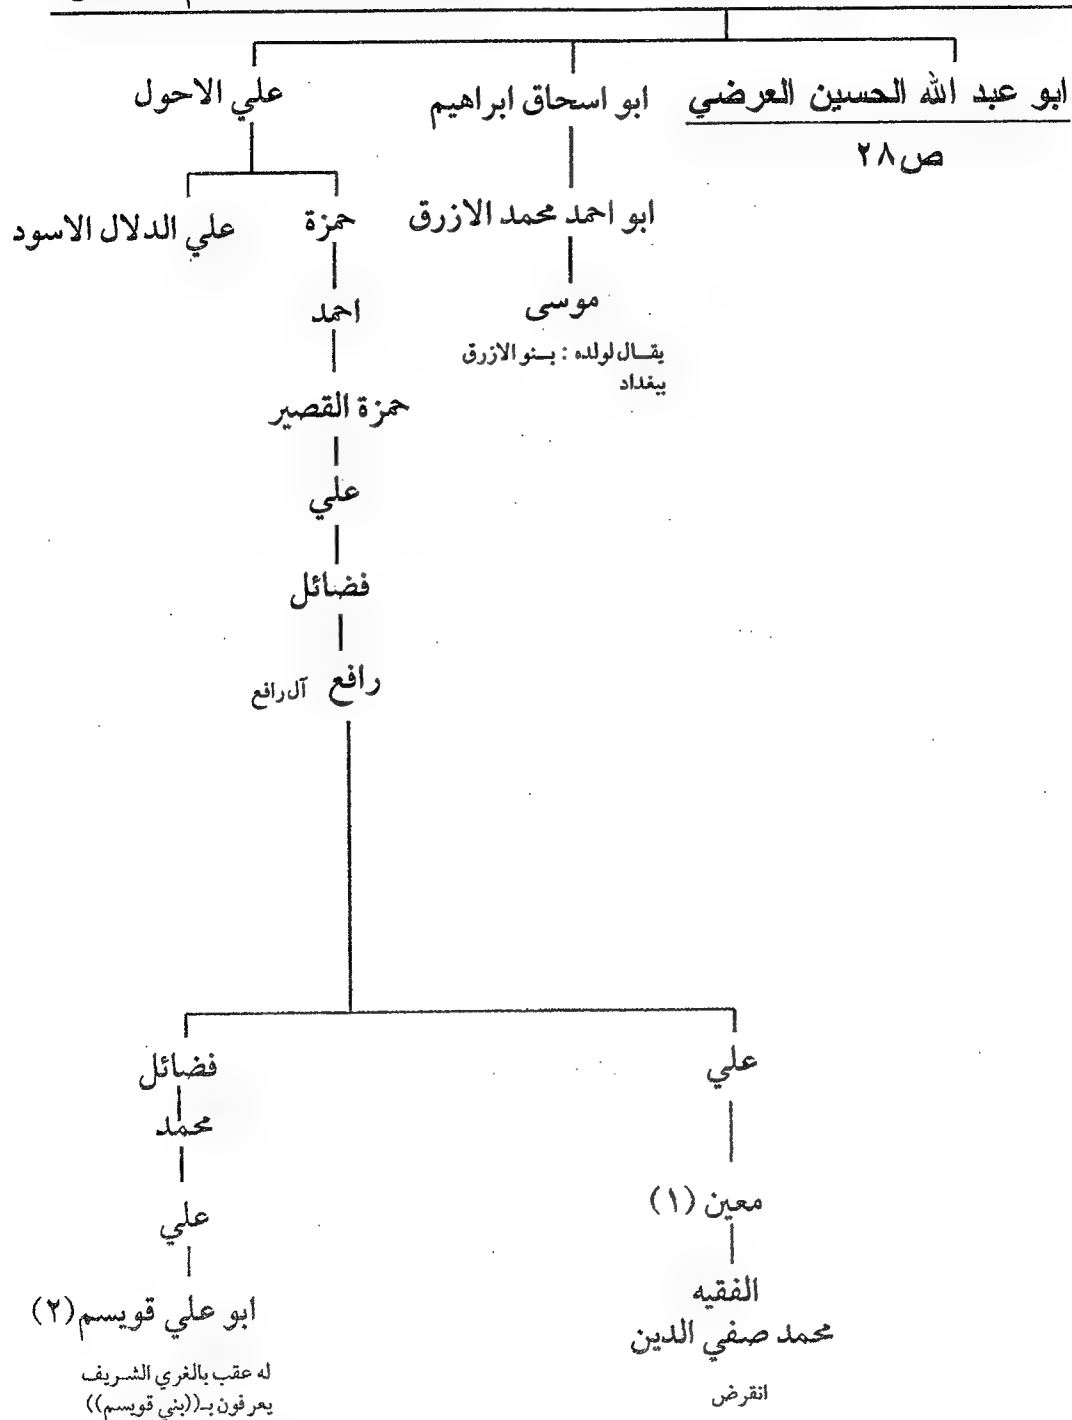 ابو عبد الله الحسين العرضي
ص٢٨
ابو اسحاق ابراهيم
علي الاحول
ابو احمد محمد الازرق
حمزة
علي الدلال الاسود
موسى
يقال لولده : بنو الازرق
ببغداد
احمد
حمزة القصير
علي
فضائل
رافع
آل رافع
علي
فضائل
محمد
معين (١)
علي
الفقيه
محمد صفي الدين
انقرض
ابو علي قويسم (٢)
له عقب بالغري الشريف
يعرفون بـ((بني قويسم))